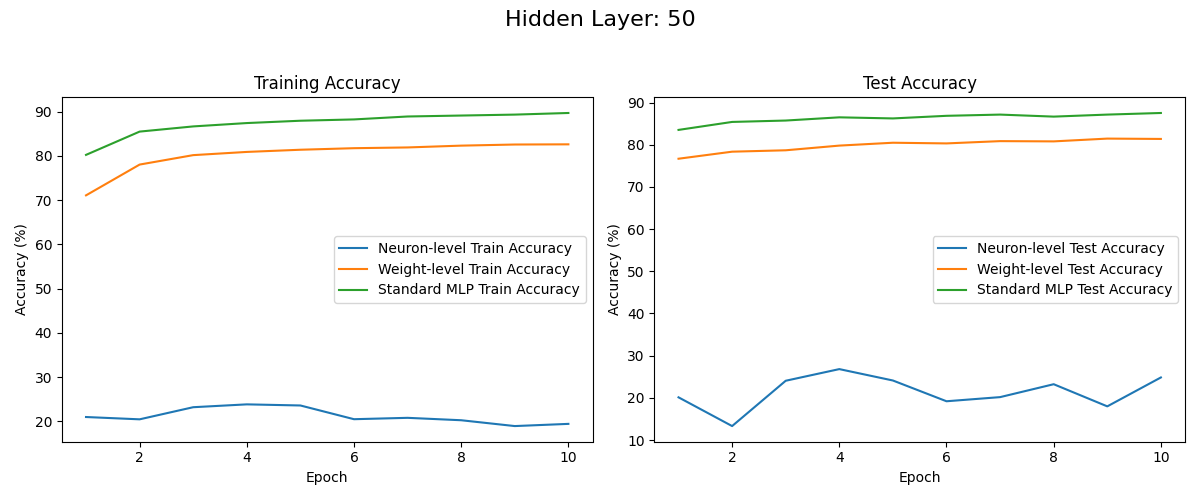 Hidden Layer: 50
Training Accuracy
Accuracy (%)
90
80
70
60
50
40
30
20
2
4
6
8
10
Epoch
Neuron-level Train Accuracy
Weight-level Train Accuracy
Standard MLP Train Accuracy
Test Accuracy
Accuracy (%)
90
80
70
60
50
40
30
20
10
2
4
6
8
10
Epoch
Neuron-level Test Accuracy
Weight-level Test Accuracy
Standard MLP Test Accuracy